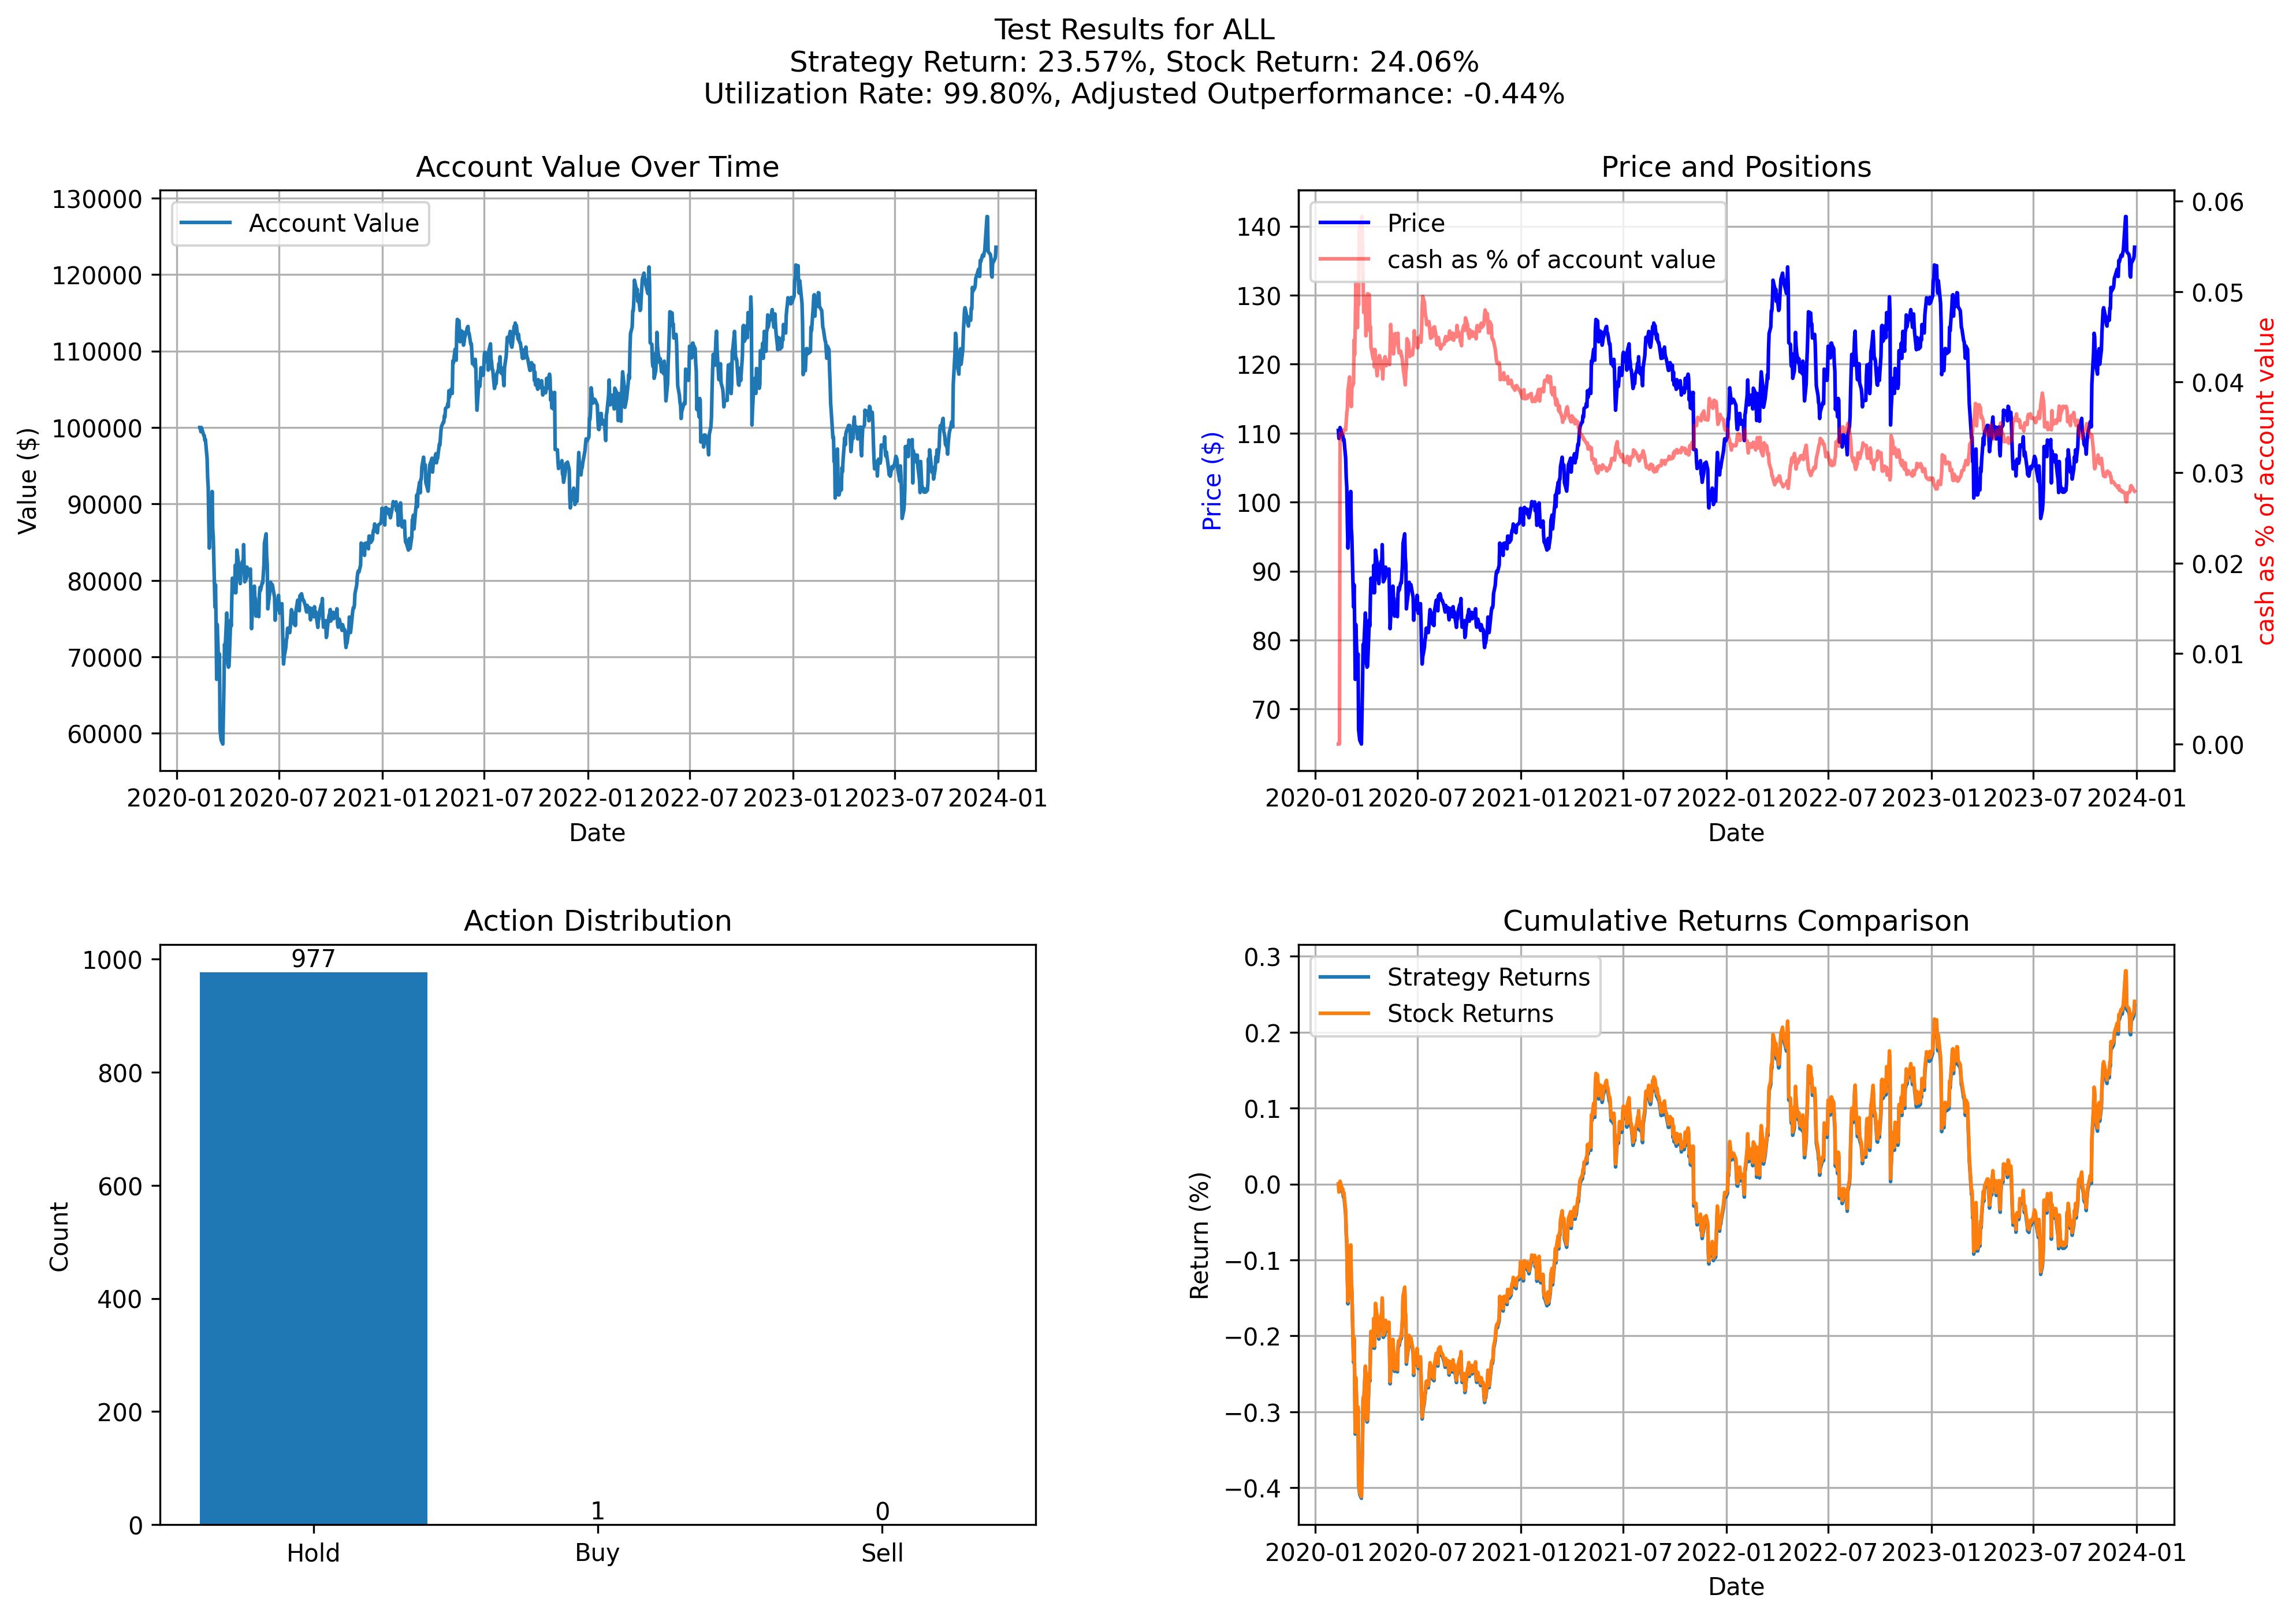 Test Results for ALL
Strategy Return: 23.57%, Stock Return: 24.06%
Utilization Rate: 99.80%, Adjusted Outperformance: -0.44%
Account Value Over Time
Account Value
130000
120000
110000
100000
90000
80000
70000
60000
Value ($)
2020-01 2020-07 2021-01 2021-07 2022-01 2022-07 2023-01 2023-07 2024-01
Date
Price and Positions
Price
cash as % of account value
140
130
120
110
100
90
80
70
Price ($)
0.06
0.05
0.04
0.03
0.02
0.01
0.00
cash as % of account value
2020-01 2020-07 2021-01 2021-07 2022-01 2022-07 2023-01 2023-07 2024-01
Date
Action Distribution
1000
800
600
400
200
0
Count
977
1
0
Hold Buy Sell
Cumulative Returns Comparison
Strategy Returns
Stock Returns
0.3
0.2
0.1
0.0
−0.1
−0.2
−0.3
−0.4
Return (%)
2020-01 2020-07 2021-01 2021-07 2022-01 2022-07 2023-01 2023-07 2024-01
Date